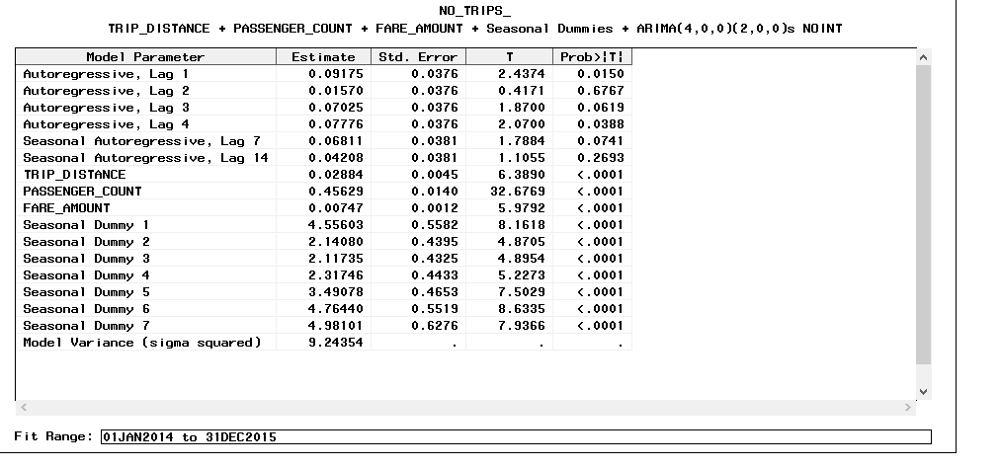 NO_TRIPS_
TRIP_DISTANCE + PASSENGER_COUNT + FARE_AMOUNT + Seasonal Dummies + ARIMA(4,0,0)(2,0,0)s NOINT
Model Parameter Estimate Std. Error T Prob>|T|
Autoregressive, Lag 1 0.09175 0.0376 2.4374 0.0150
Autoregressive, Lag 2 0.01570 0.0376 0.4171 0.6767
Autoregressive, Lag 3 0.07025 0.0376 1.8700 0.0619
Autoregressive, Lag 4 0.07776 0.0376 2.0700 0.0388
Seasonal Autoregressive, Lag 7 0.06811 0.0381 1.7884 0.0741
Seasonal Autoregressive, Lag 14 0.04208 0.0381 1.1055 0.2693
TRIP_DISTANCE 0.02884 0.0045 6.3890 <.0001
PASSENGER_COUNT 0.45629 0.0140 32.6769 <.0001
FARE_AMOUNT 0.00747 0.0012 5.9792 <.0001
Seasonal Dummy 1 4.55603 0.5582 8.1618 <.0001
Seasonal Dummy 2 2.14080 0.4395 4.8705 <.0001
Seasonal Dummy 3 2.11735 0.4325 4.8954 <.0001
Seasonal Dummy 4 2.31746 0.4433 5.2273 <.0001
Seasonal Dummy 5 3.49078 0.4653 7.5029 <.0001
Seasonal Dummy 6 4.76440 0.5519 8.6335 <.0001
Seasonal Dummy 7 4.98101 0.6276 7.9366 <.0001
Model Variance (sigma squared) 9.24354 . . .
Fit Range: 01JAN2014 to 31DEC2015